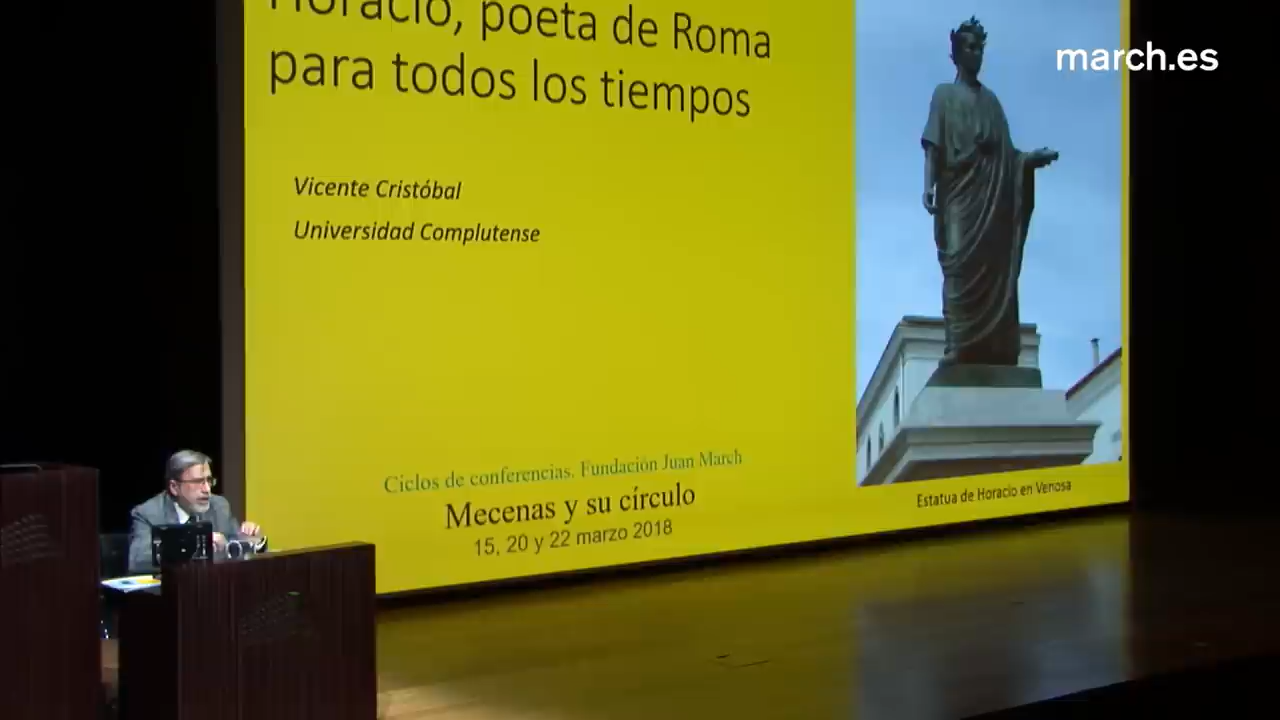 Horacio, poeta de Roma
para todos los tiempos
march.es
Vicente Cristóbal
Universidad Complutense
Ciclos de conferencias. Fundación Juan March
Mecenas y su círculo
15, 20 y 22 marzo 2018
Estatua de Horacio en Venosa